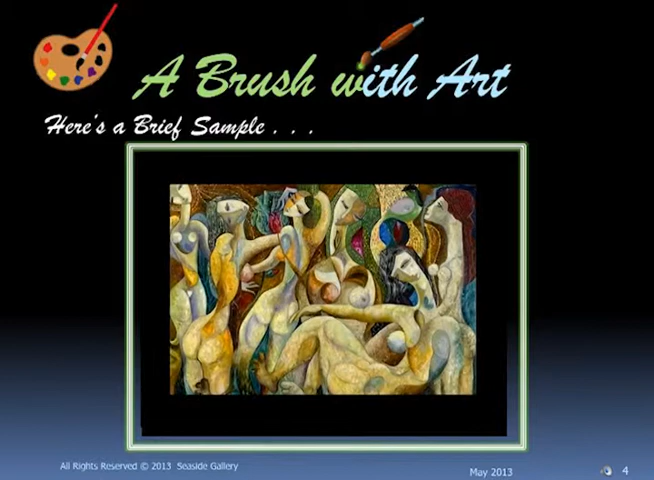 A Brush with Art
Here's a Brief Sample . . .
All Rights Reserved © 2013 Seaside Gallery
May 2013
4